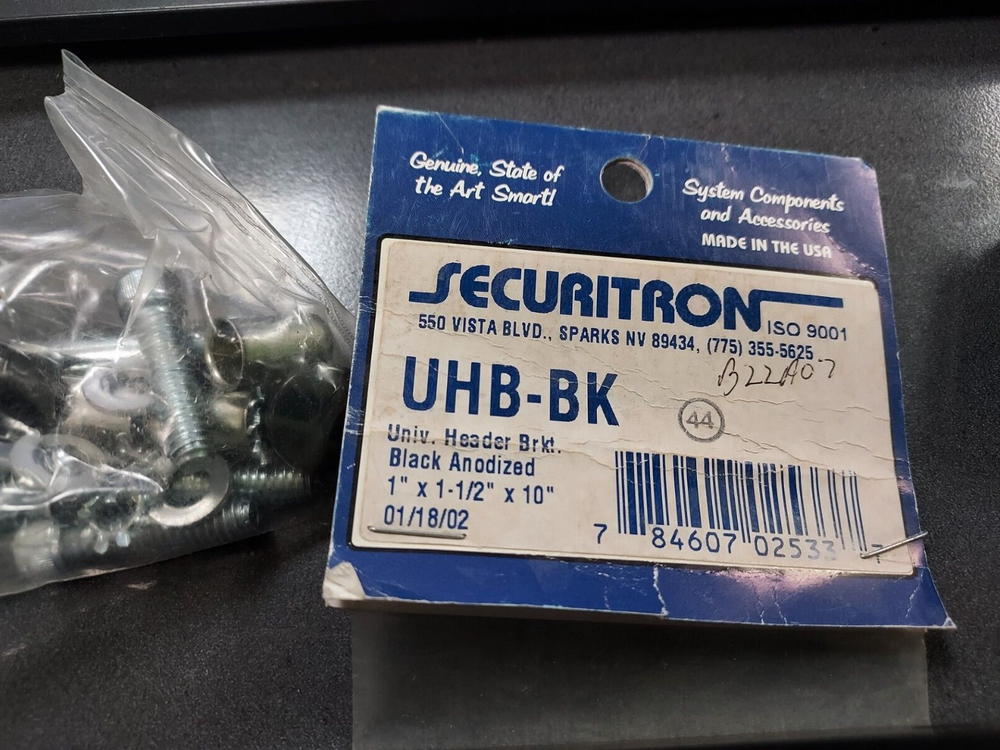 Genuine, State of
the Art Smart!
System Components
and Accessories
MADE IN THE USA
SECURITRON ISO 9001
550 VISTA BLVD., SPARKS NV 89434, (775) 355-5625
UHB-BK
44
Univ. Header Brkt.
Black Anodized
1" x 1-1/2" x 10"
01/18/02
7 84607 02533